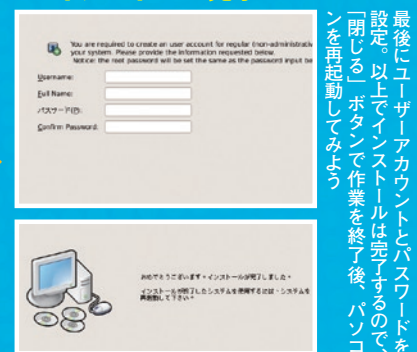 最後にユーザーアカウントとパスワードを
設定。以上でインストールは完了するので、
「閉じる」ボタンで作業を終了後、パソコ
ンを再起動してみよう
You are required to create an user account for regular (non-administrativ
your system. Please provide the information requested below.
Notice: the root password will be set the same as the password input be
Username:
Full Name:
パスワード(P):
Confirm Password:
おめでとうございます。インストールが完了しました。
インストールが完了したシステムを使用するには、システムを
再起動して下さい。